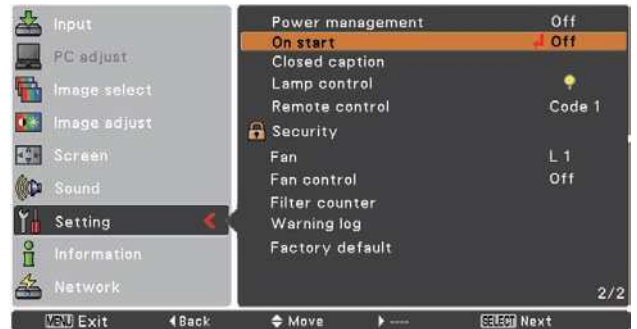 Input
PC adjust
Image select
Image adjust
Screen
Sound
Setting
Information
Network
Power management Off
On start Off
Closed caption
Lamp control
Remote control Code 1
Security
Fan L 1
Fan control Off
Filter counter
Warning log
Factory default
2/2
MENU Exit Back Move ---- SELECT Next